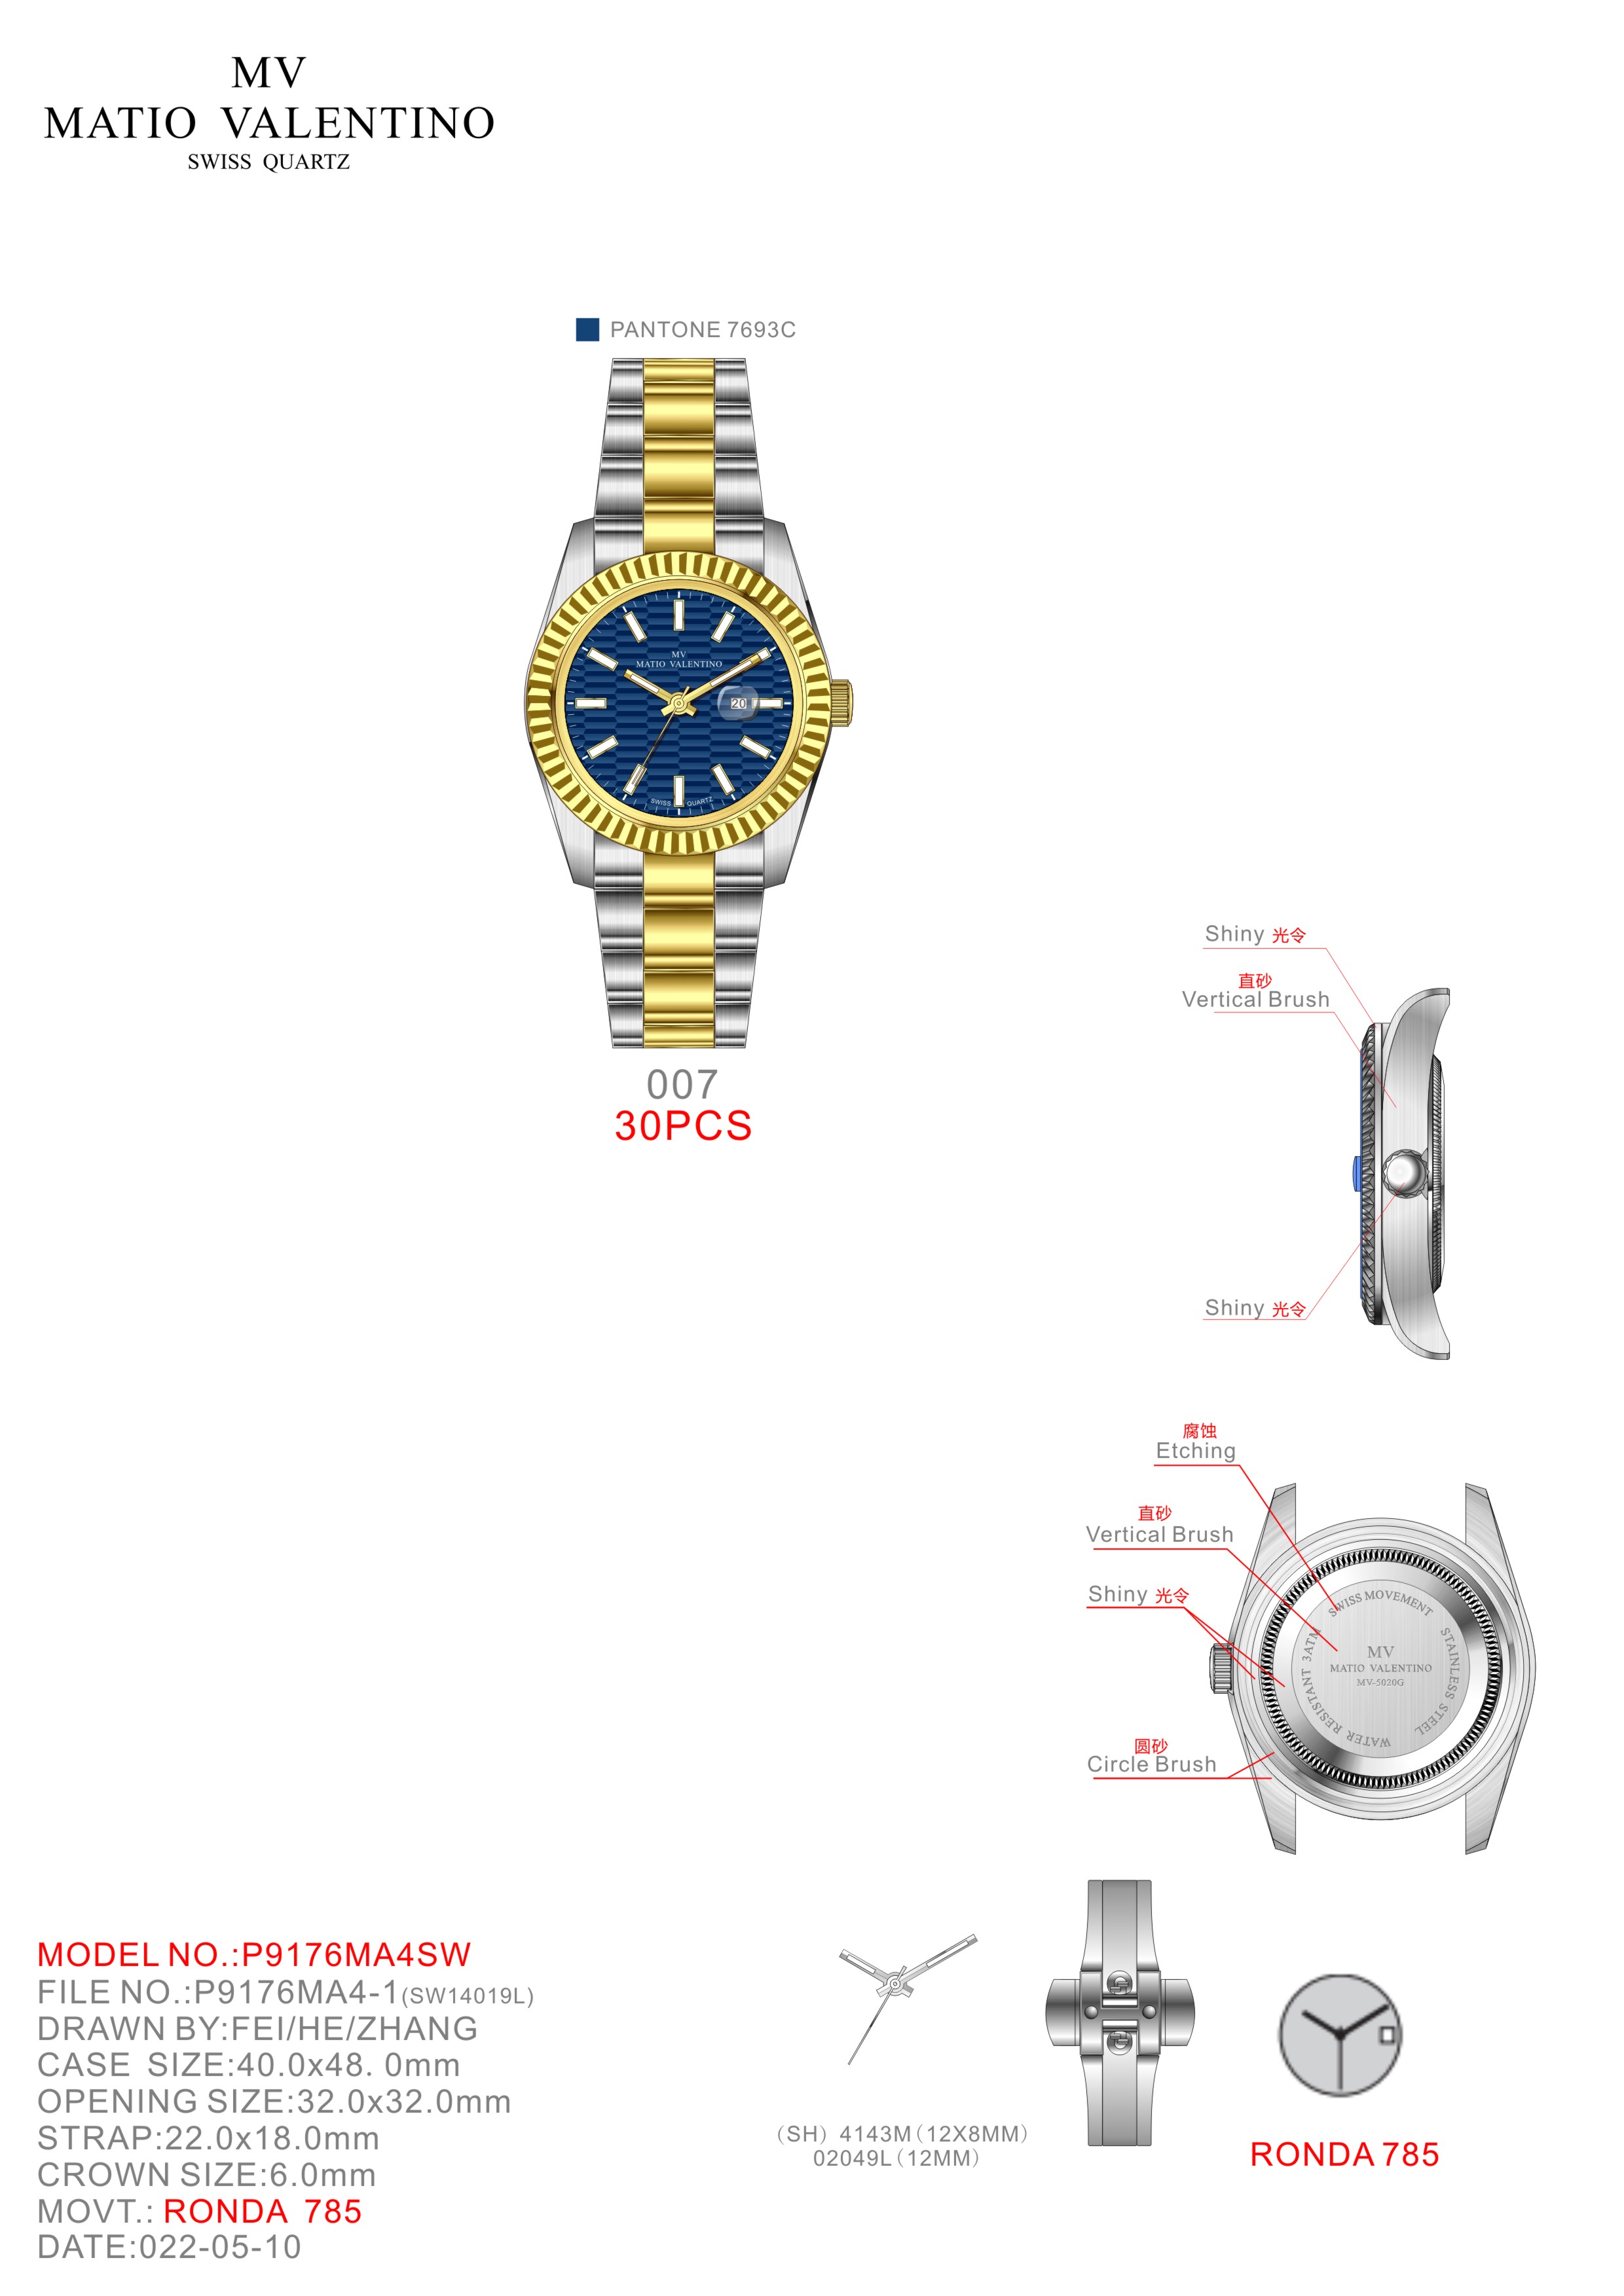 MV
MATIO VALENTINO
SWISS QUARTZ
PANTONE 7693C
MV
MATIO VALENTINO
20
SWISS QUARTZ
007
30PCS
Shiny 光令
直砂
Vertical Brush
Shiny 光令
腐蚀
Etching
直砂
Vertical Brush
Shiny 光令
圆砂
Circle Brush
SWISS MOVEMENT
STAINLESS STEEL
WATER RESISTANT 3ATM
MV
MATIO VALENTINO
MV-5020G
MODEL NO.:P9176MA4SW
FILE NO.:P9176MA4-1(SW14019L)
DRAWN BY:FEI/HE/ZHANG
CASE SIZE:40.0x48. 0mm
OPENING SIZE:32.0x32.0mm
STRAP:22.0x18.0mm
CROWN SIZE:6.0mm
MOVT.: RONDA 785
DATE:022-05-10
(SH) 4143M(12X8MM)
02049L(12MM)
RONDA 785